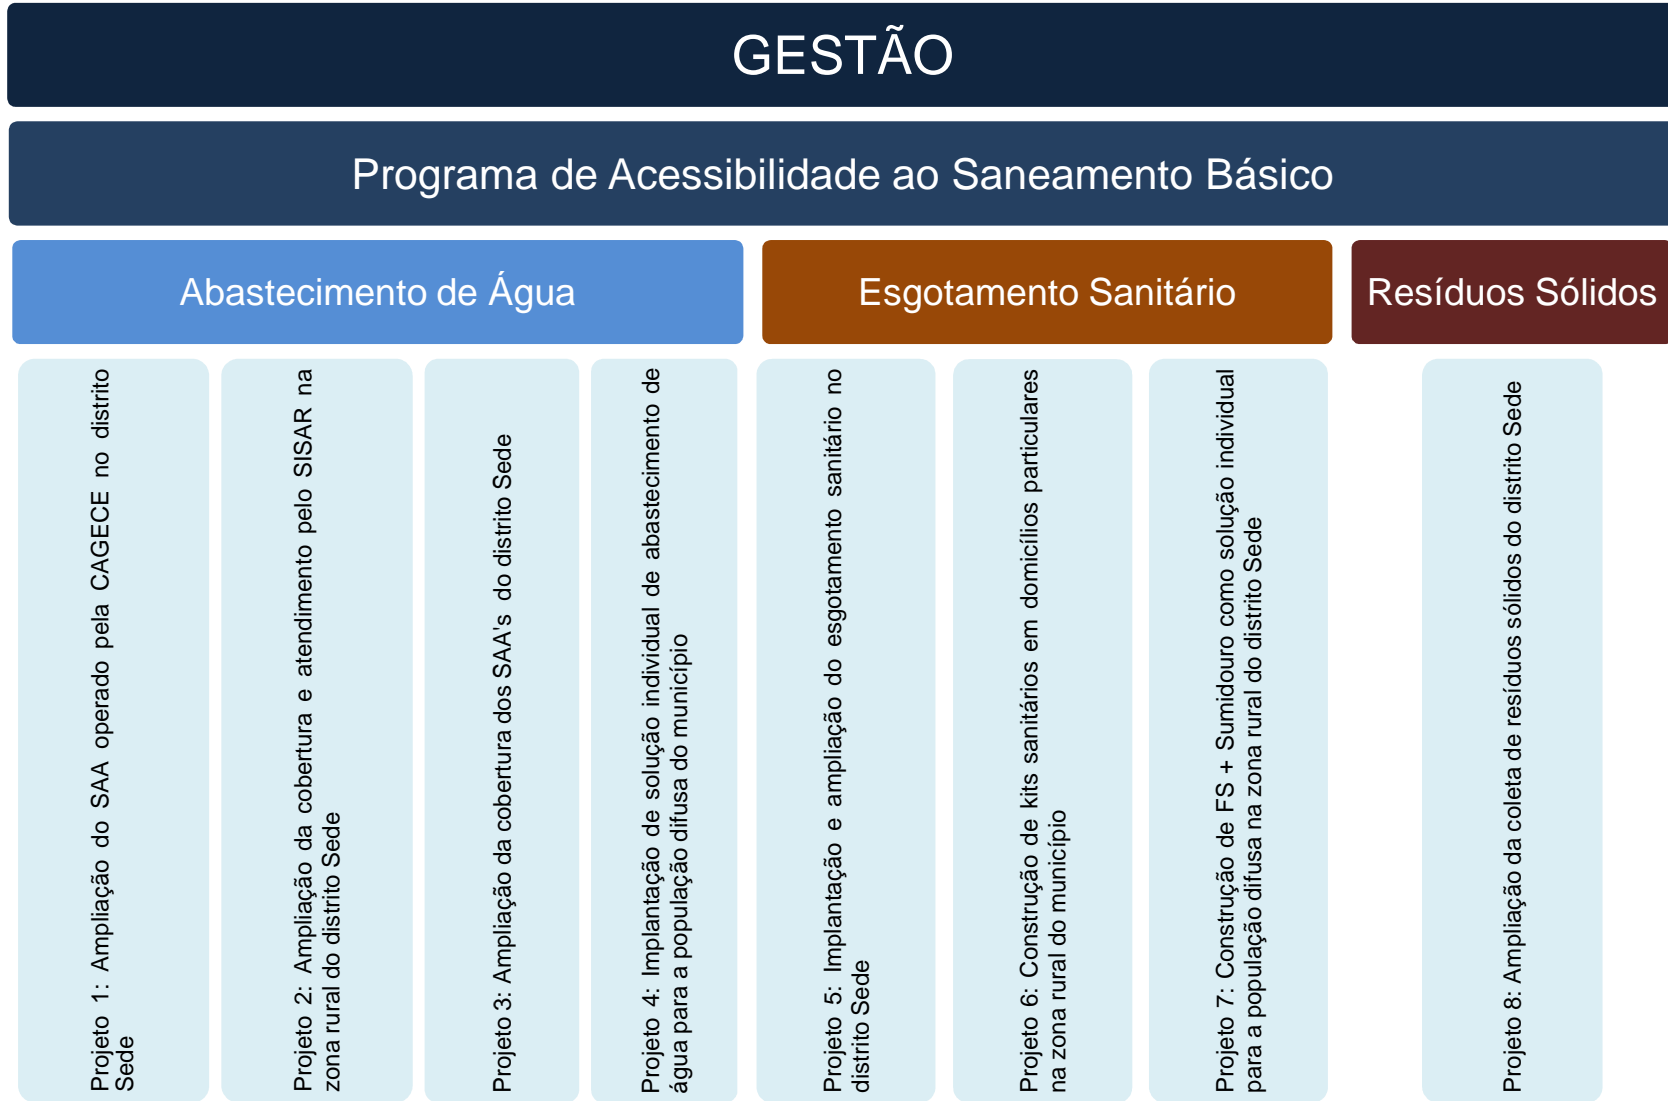 GESTÃO
Programa de Acessibilidade ao Saneamento Básico
Abastecimento de Água
Esgotamento Sanitário
Resíduos Sólidos
Projeto 1: Ampliação do SAA operado pela CAGECE no distrito
Sede
Projeto 2: Ampliação da cobertura e atendimento pelo SISAR na
zona rural do distrito Sede
Projeto 3: Ampliação da cobertura dos SAA's do distrito Sede
Projeto 4: Implantação de solução individual de abastecimento de
água para a população difusa do município
Projeto 5: Implantação e ampliação do esgotamento sanitário no
distrito Sede
Projeto 6: Construção de kits sanitários em domicílios particulares
na zona rural do município
Projeto 7: Construção de FS + Sumidouro como solução individual
para a população difusa na zona rural do distrito Sede
Projeto 8: Ampliação da coleta de resíduos sólidos do distrito Sede